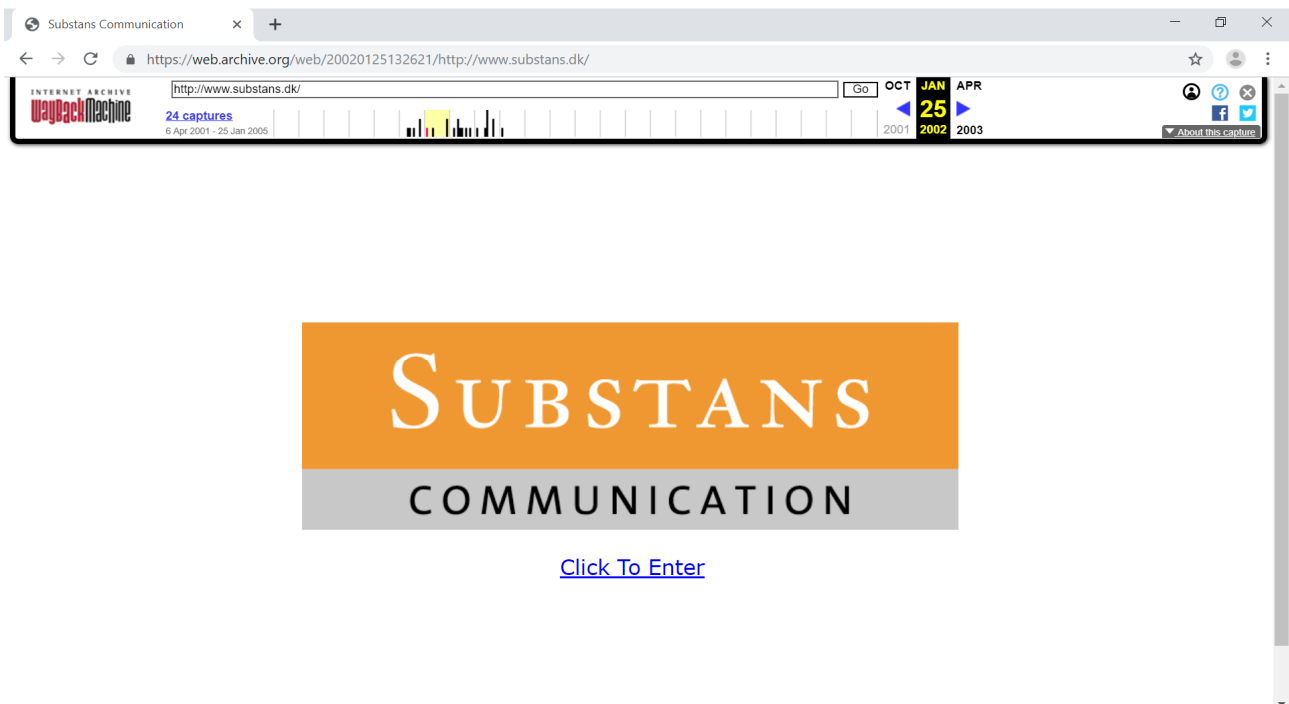 Substans Communication
https://web.archive.org/web/20020125132621/http://www.substans.dk/
INTERNET ARCHIVE
WayBackMachine
http://www.substans.dk/
Go
24 captures
6 Apr 2001 - 25 Jan 2005
OCT JAN APR
25
2001 2002 2003
About this capture
SUBSTANS
COMMUNICATION
Click To Enter